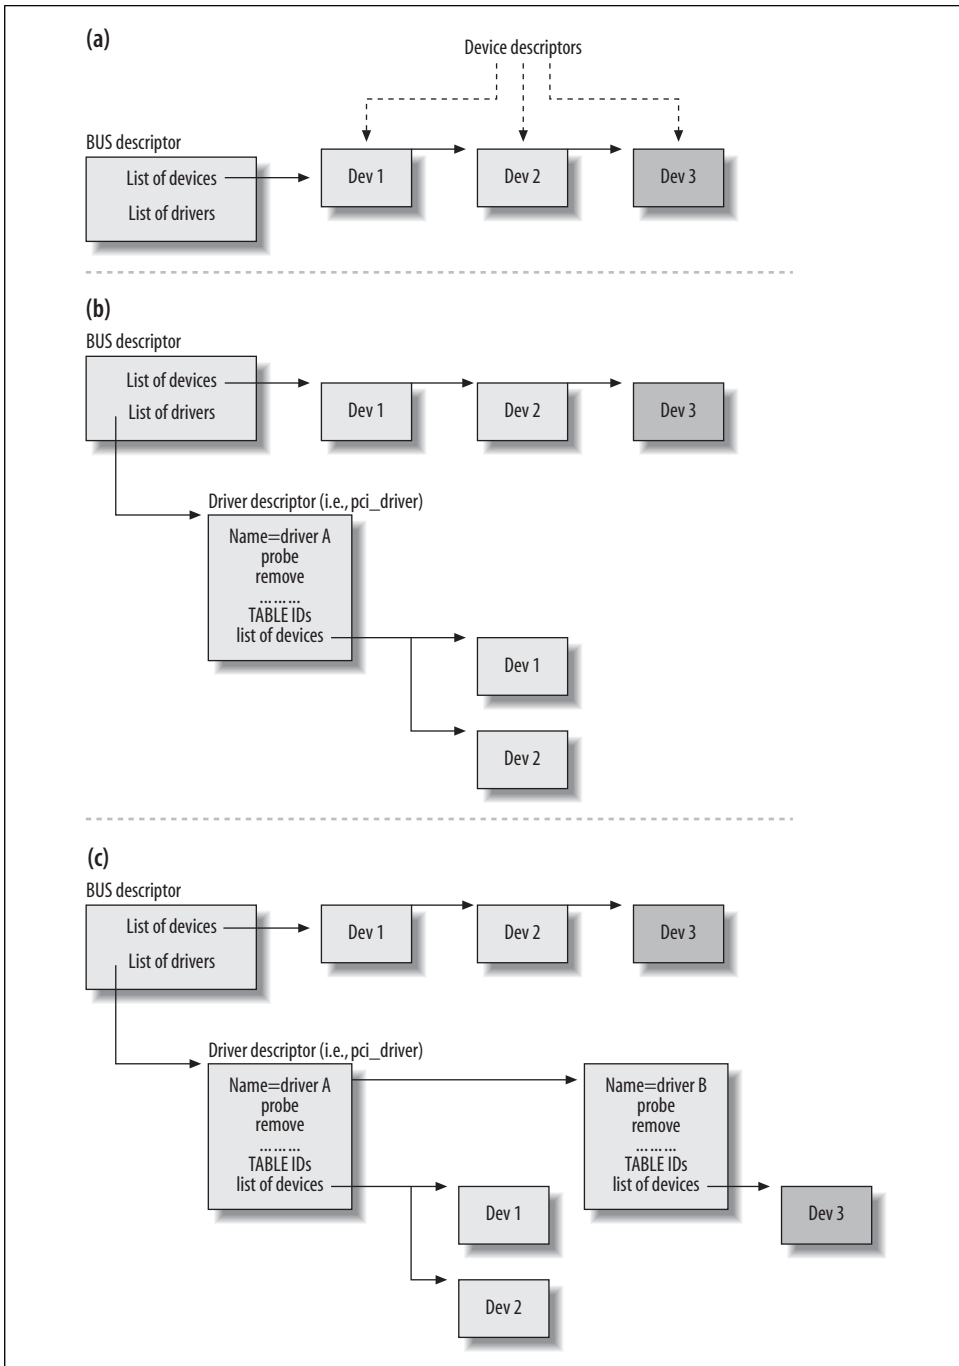 (a)
Device descriptors
BUS descriptor
List of devices
List of drivers
Dev 1
Dev 2
Dev 3
(b)
BUS descriptor
List of devices
List of drivers
Dev 1
Dev 2
Dev 3
Driver descriptor (i.e., pci_driver)
Name=driver A
probe
remove
... ... ...
TABLE IDs
list of devices
Dev 1
Dev 2
(c)
BUS descriptor
List of devices
List of drivers
Dev 1
Dev 2
Dev 3
Driver descriptor (i.e., pci_driver)
Name=driver A
probe
remove
... ... ...
TABLE IDs
list of devices
Name=driver B
probe
remove
... ... ...
TABLE IDs
list of devices
Dev 1
Dev 3
Dev 2